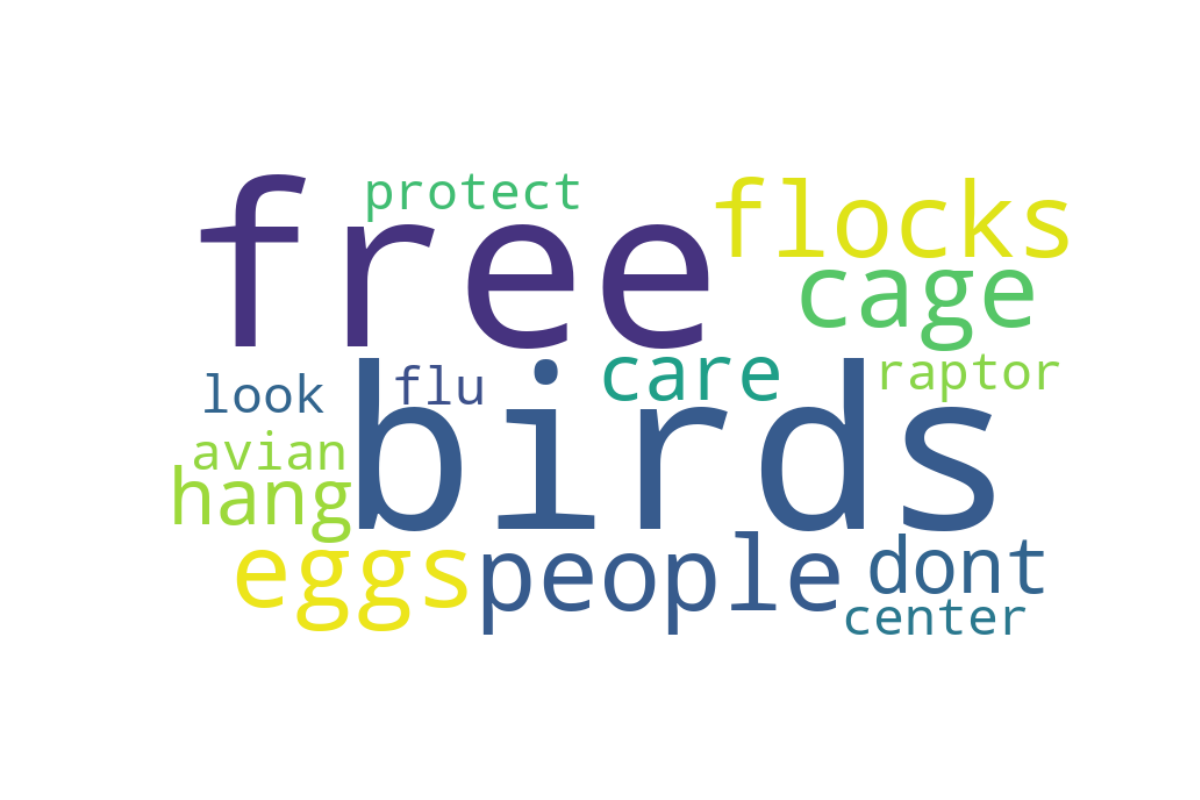 protect
free flocks
cage
look flu care raptor
avian birds
hang
eggs people dont
center